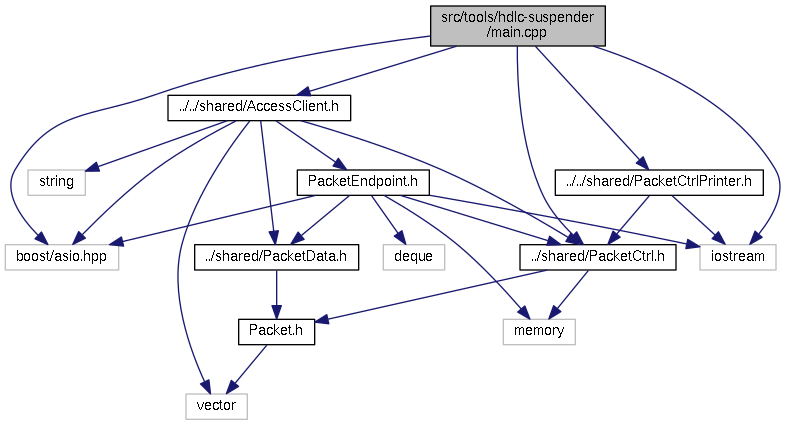 src/tools/hdlc-suspender
/main.cpp
../../shared/AccessClient.h
string
PacketEndpoint.h
../../shared/PacketCtrlPrinter.h
boost/asio.hpp
../shared/PacketData.h
deque
../shared/PacketCtrl.h
iostream
Packet.h
memory
vector